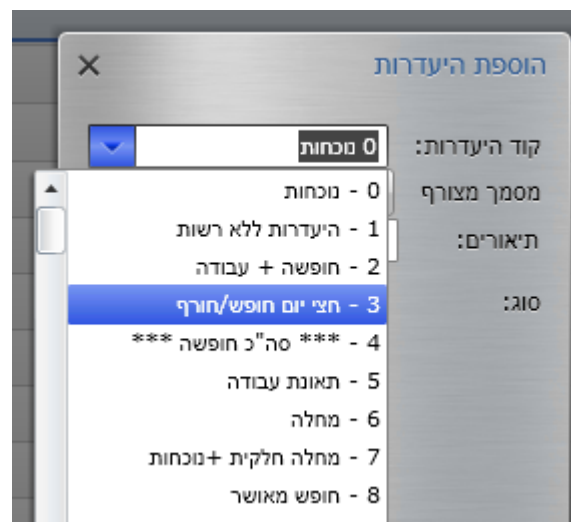 הוספת היעדרות
קוד היעדרות:
0 נוכחות
מסמך מצורף
תיאורים:
סוג:
0 - נוכחות
1 - היעדרות ללא רשות
2 - חופשה + עבודה
3 - חצי יום חופש/חורף
4 - *** סה"כ חופשה ***
5 - תאונת עבודה
6 - מחלה
7 - מחלה חלקית +נוכחות
8 - חופש מאושר